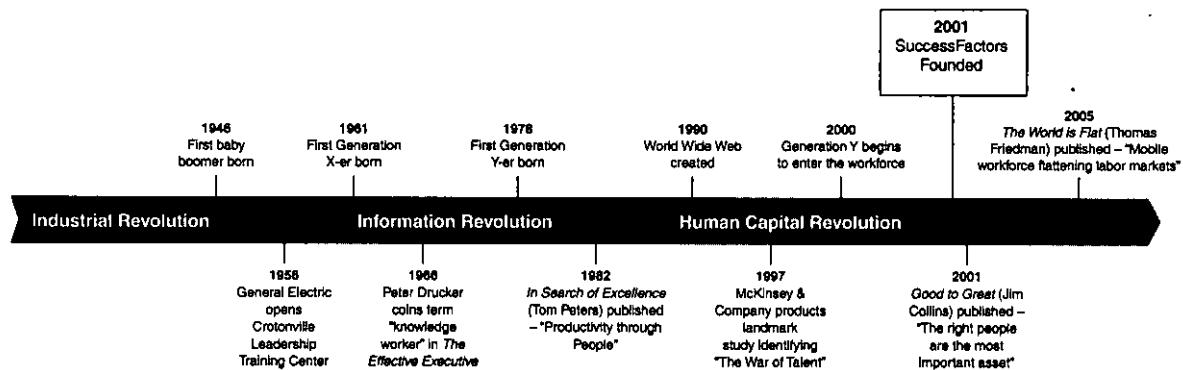 2001
SuccessFactors
Founded
1946
First baby
boomer born
1961
First Generation
X-er born
1978
First Generation
Y-er born
1990
World Wide Web
created
2000
Generation Y begins
to enter the workforce
2005
The World is Flat (Thomas
Friedman) published – "Mobile
workforce flattening labor markets"
Industrial Revolution
Information Revolution
Human Capital Revolution
1956
General Electric
opens
Crotonville
Leadership
Training Center
1966
Peter Drucker
coins term
"knowledge
worker" in The
Effective Executive
1982
In Search of Excellence
(Tom Peters) published
– "Productivity through
People"
1997
McKinsey &
Company products
landmark
study identifying
"The War of Talent"
2001
Good to Great (Jim
Collins) published –
"The right people
are the most
important asset"